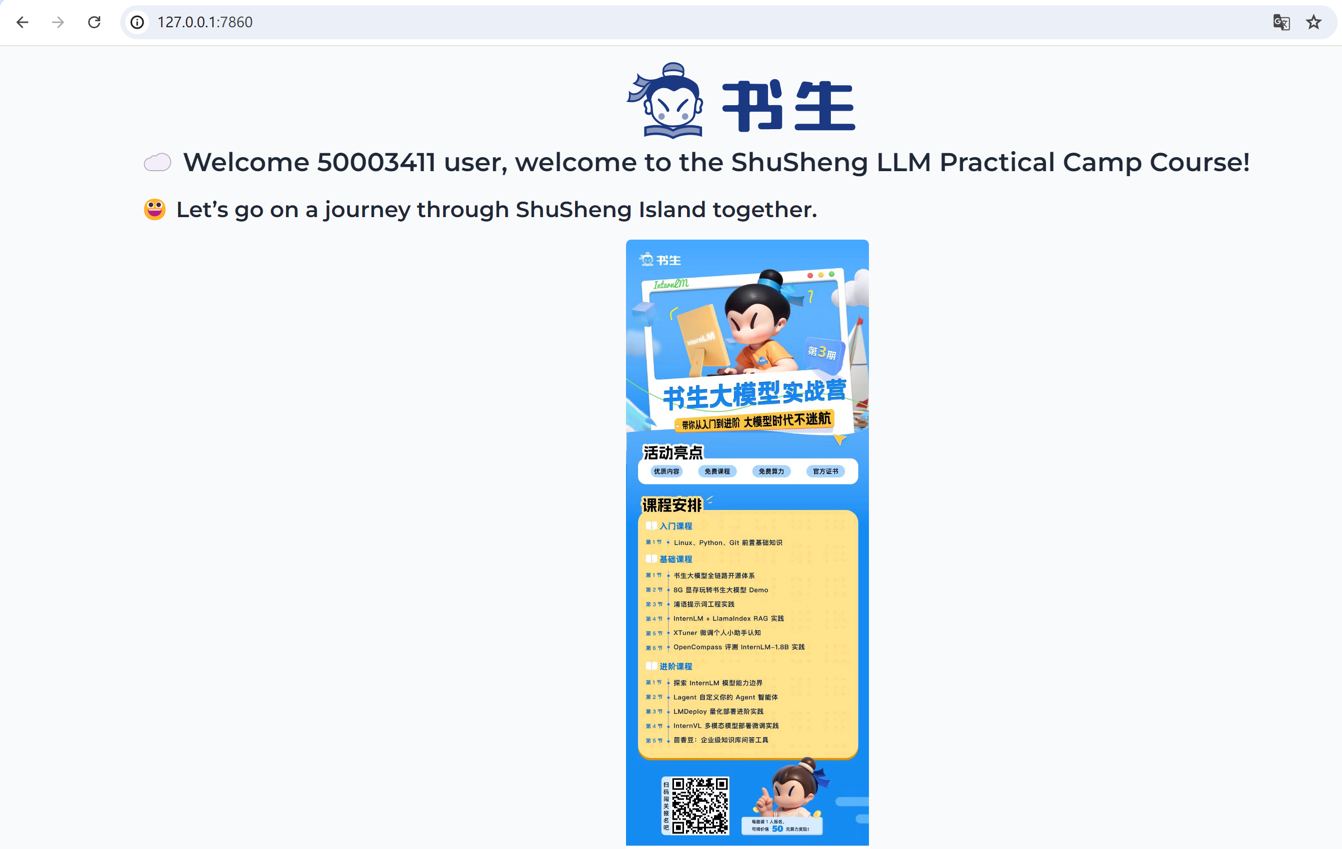 127.0.0.1:7860
书生
Welcome 50003411 user, welcome to the ShuSheng LLM Practical Camp Course!
Let’s go on a journey through ShuSheng Island together.
书生
InternLM
InternLM
第3期
书生大模型实战营
带你从入门到进阶 大模型时代不迷航
活动亮点
优质内容 免费课程 免费算力 官方证书
课程安排
入门课程
第1节 Linux、Python、Git 前置基础知识
基础课程
第1节 书生大模型全链路开源体系
第2节 8G 显存玩转书生大模型 Demo
第3节 浦语提示词工程实践
第4节 InternLM + LlamaIndex RAG 实践
第5节 XTuner 微调个人小助手认知
第6节 OpenCompass 评测 InternLM-1.8B 实践
进阶课程
第1节 探索 InternLM 模型能力边界
第2节 Lagent 自定义你的 Agent 智能体
第3节 LMDeploy 量化部署进阶实践
第4节 InternVL 多模态模型部署微调实践
第5节 茴香豆：企业级知识库问答工具
扫码闯关报名吧
每邀请1人报名，
可得价值 50 元算力奖励！